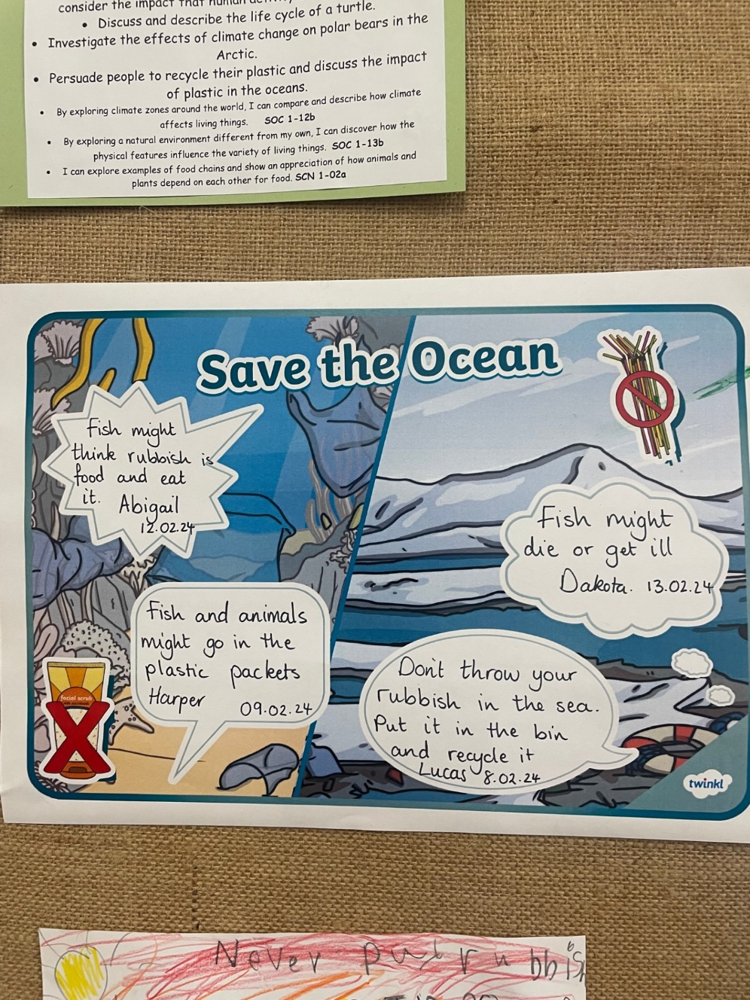 consider the impact that human
• Discuss and describe the life cycle of a turtle.
• Investigate the effects of climate change on polar bears in the
Arctic.
• Persuade people to recycle their plastic and discuss the impact
of plastic in the oceans.
• By exploring climate zones around the world, I can compare and describe how climate
affects living things. SOC 1-12b
• By exploring a natural environment different from my own, I can discover how the
physical features influence the variety of living things. SOC 1-13b
• I can explore examples of food chains and show an appreciation of how animals and
plants depend on each other for food. SCN 1-02a
Save the Ocean
Fish might
think rubbish is
food and eat
it. Abigail
12.02.24
Fish might
die or get ill
Dakota. 13.02.24
Fish and animals
might go in the
plastic packets
Harper 09.02.24
facial scrub
Don't throw your
rubbish in the sea.
Put it in the bin
and recycle it
Lucas 8.02.24
twinkl
Never put